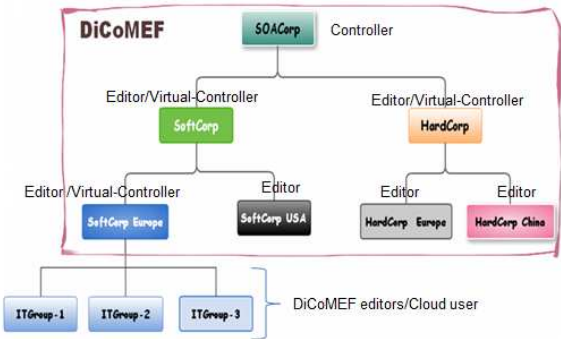 DiCoMEF
SOACorp
Controller
Editor/Virtual-Controller
Editor/Virtual-Controller
SoftCorp
HardCorp
Editor/Virtual-Controller
Editor
Editor
Editor
SoftCorp Europe
SoftCorp USA
HardCorp Europe
HardCorp China
ITGroup-1
ITGroup-2
ITGroup-3
DiCoMEF editors/Cloud user